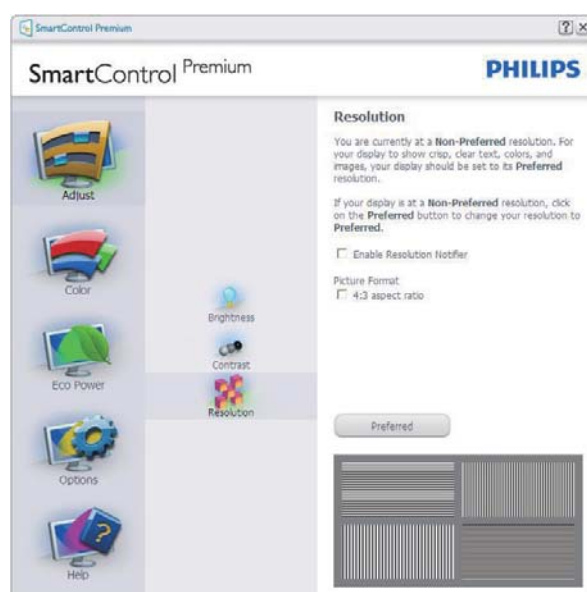 SmartControl Premium
SmartControl Premium
PHILIPS
Adjust
Color
Eco Power
Options
Help
Brightness
Contrast
Resolution
Resolution
You are currently at a Non-Preferred resolution. For
your display to show crisp, clear text, colors, and
images, your display should be set to its Preferred
resolution.
If your display is at a Non-Preferred resolution, click
on the Preferred button to change your resolution to
Preferred.
Enable Resolution Notifier
Picture Format
4:3 aspect ratio
Preferred